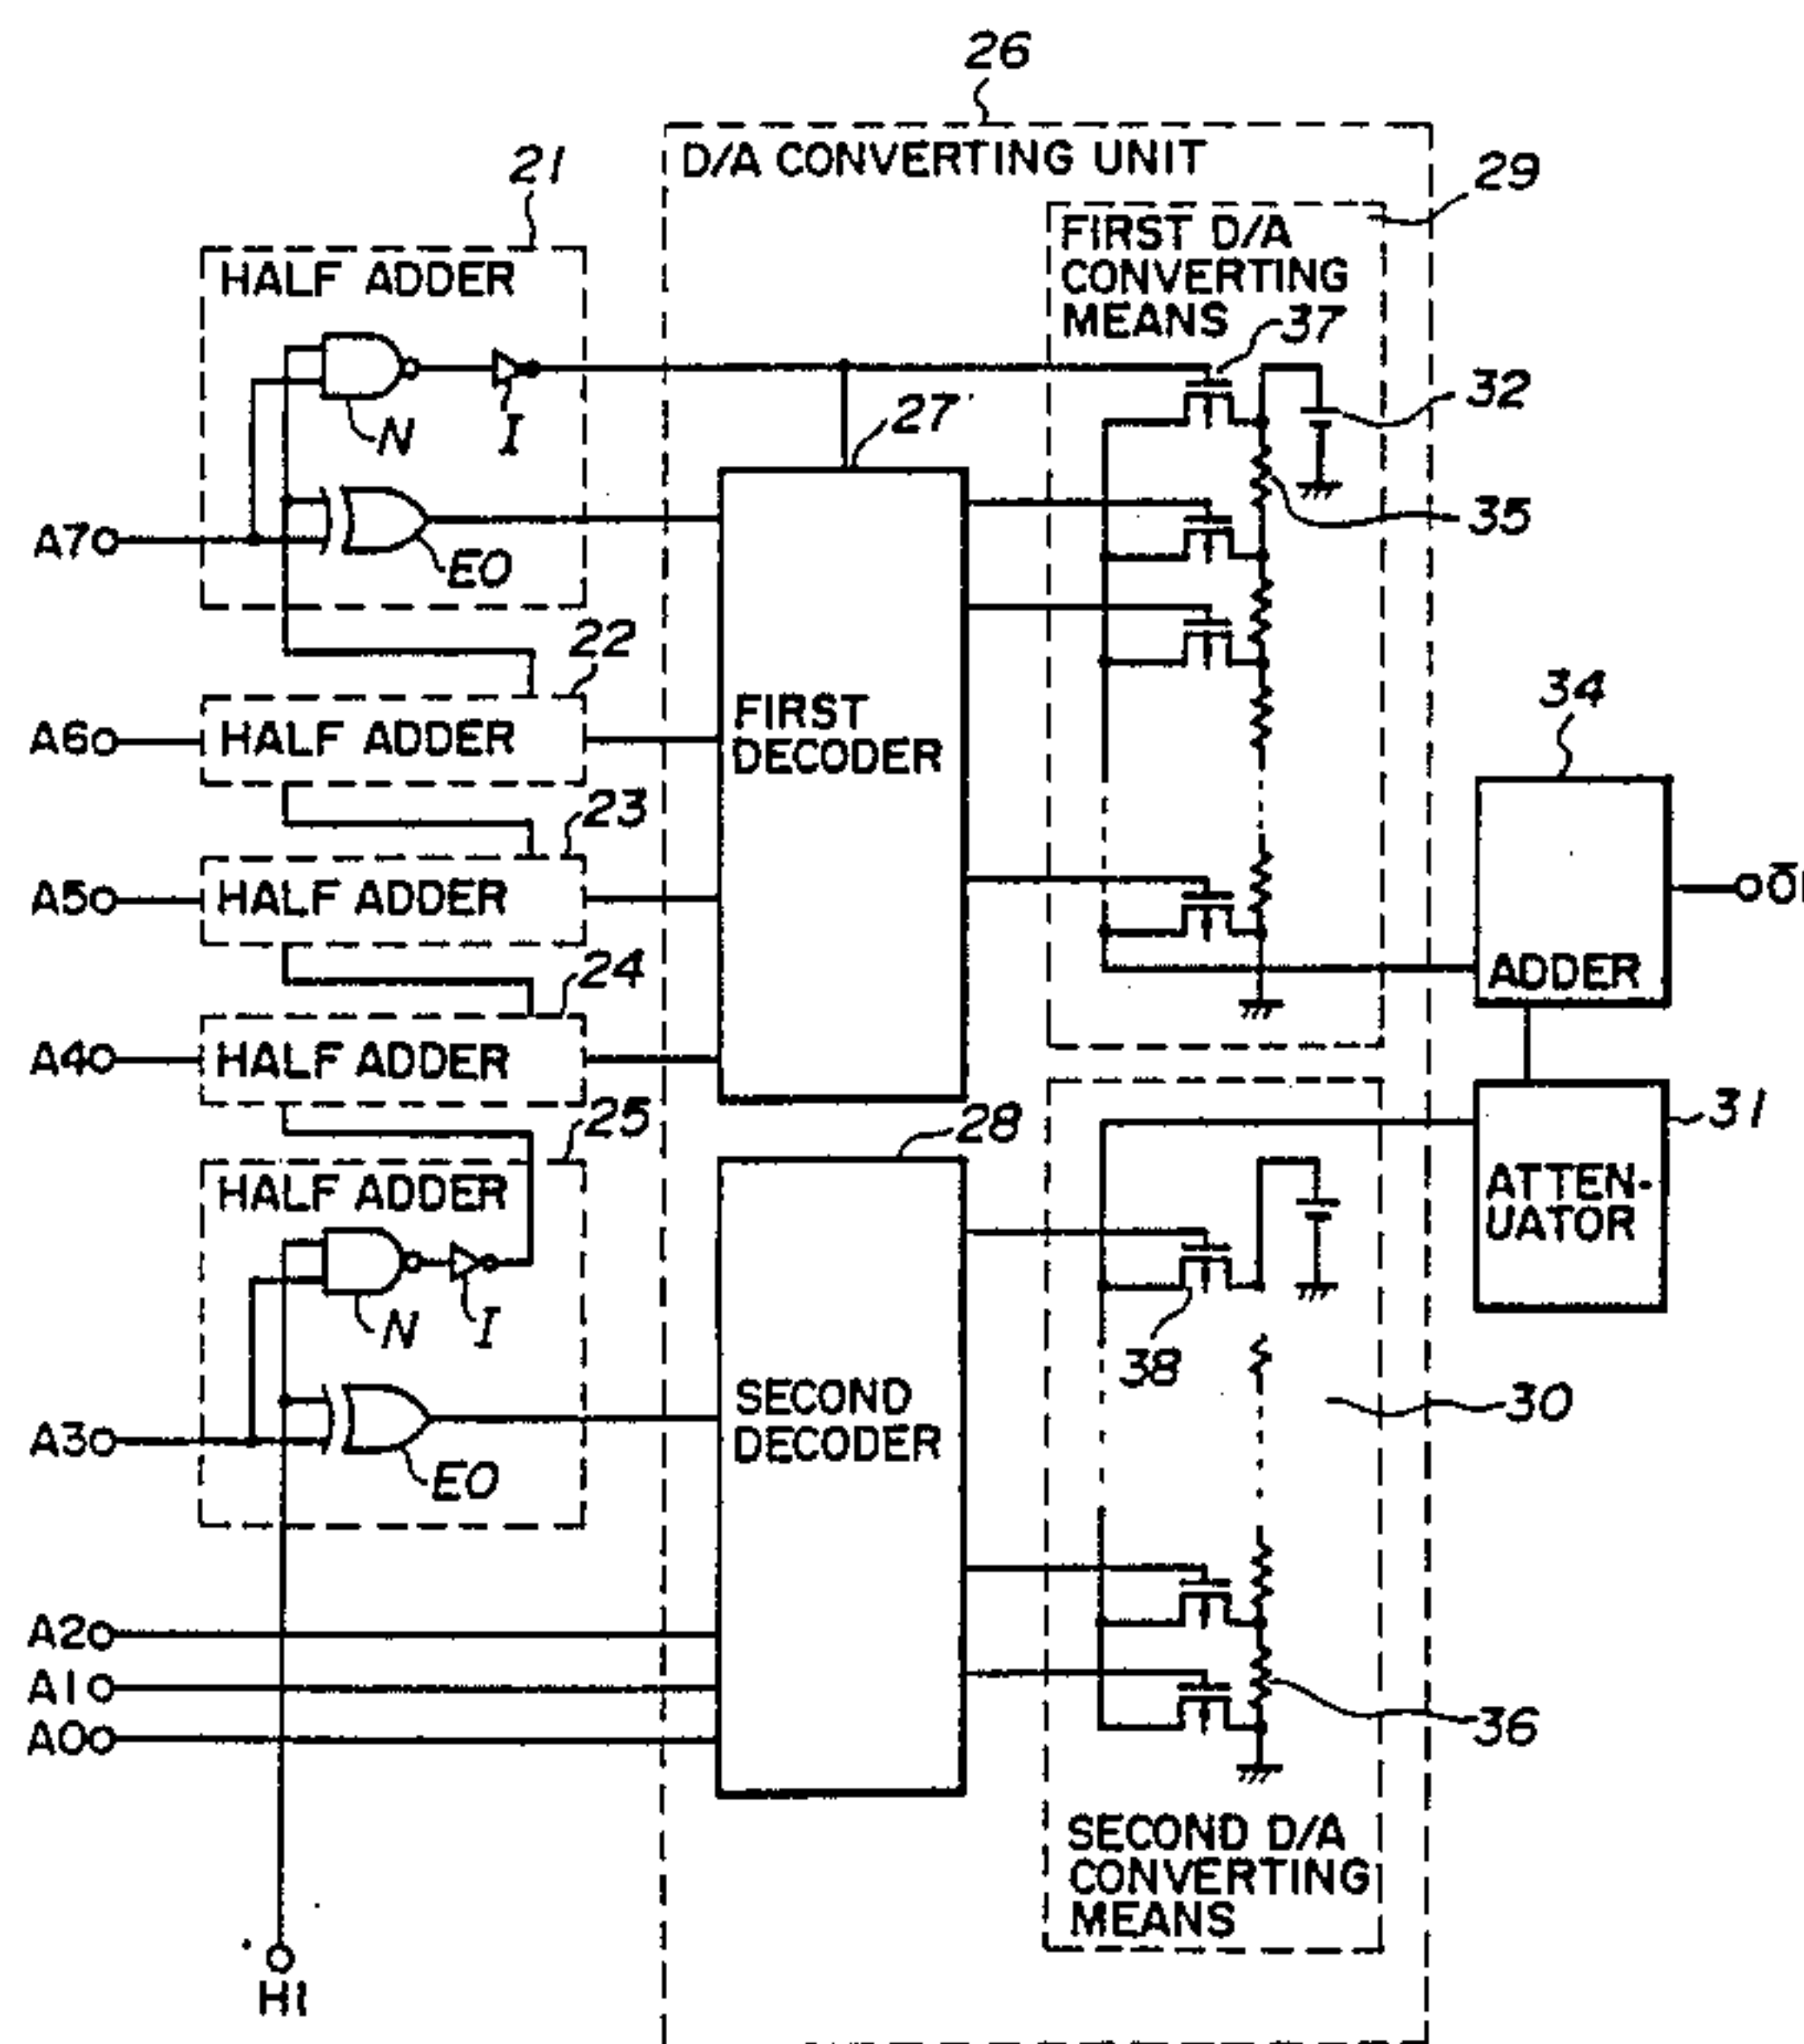 26
D/A CONVERTING UNIT
21
29
HALF ADDER
FIRST D/A
CONVERTING
MEANS
37
32
N
I
27
35
A7
EO
22
34
A6
HALF ADDER
FIRST
DECODER
23
A5
HALF ADDER
24
ADDER
A4
HALF ADDER
25
28
31
HALF ADDER
ATTEN-
UATOR
N
I
38
30
A3
EO
SECOND
DECODER
A2
A1
A0
36
SECOND D/A
CONVERTING
MEANS
H1